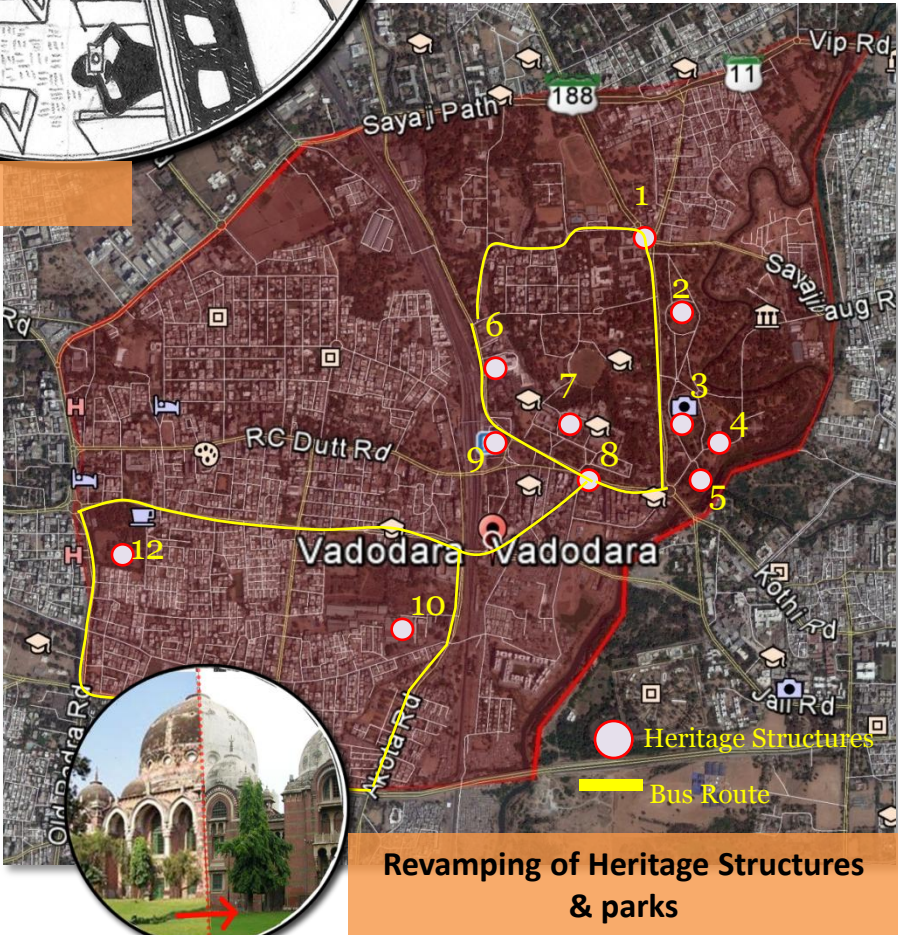 Vip Rd
11
188
Sayaji Path
1
Sayaji
aug R
2
Rd
6
3
7
4
RC Dutt Rd
9
8
5
12
Vadodara
Vadodara
10
Kothi Rd
Jail Rd
Old Padra Rd
Akota Rd
Heritage Structures
Bus Route
Revamping of Heritage Structures
& parks